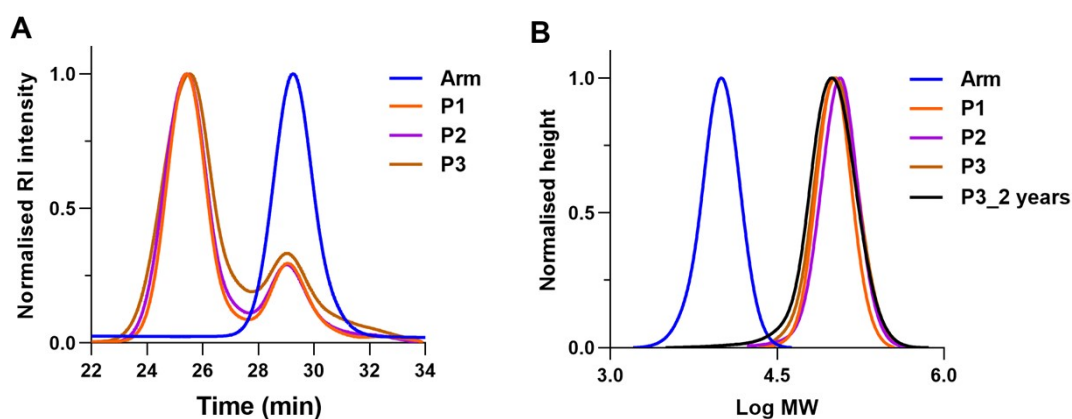 A
Normalised RI intensity
1.0
0.5
0.0
22 24 26 28 30 32 34
Time (min)
Arm
P1
P2
P3
B
Normalised height
1.0
0.5
0.0
3.0 4.5 6.0
Log MW
Arm
P1
P2
P3
P3_2 years